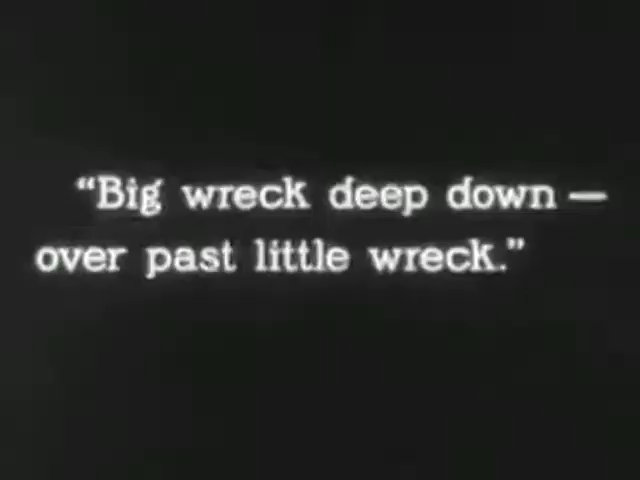 “Big wreck deep down —
over past little wreck.”